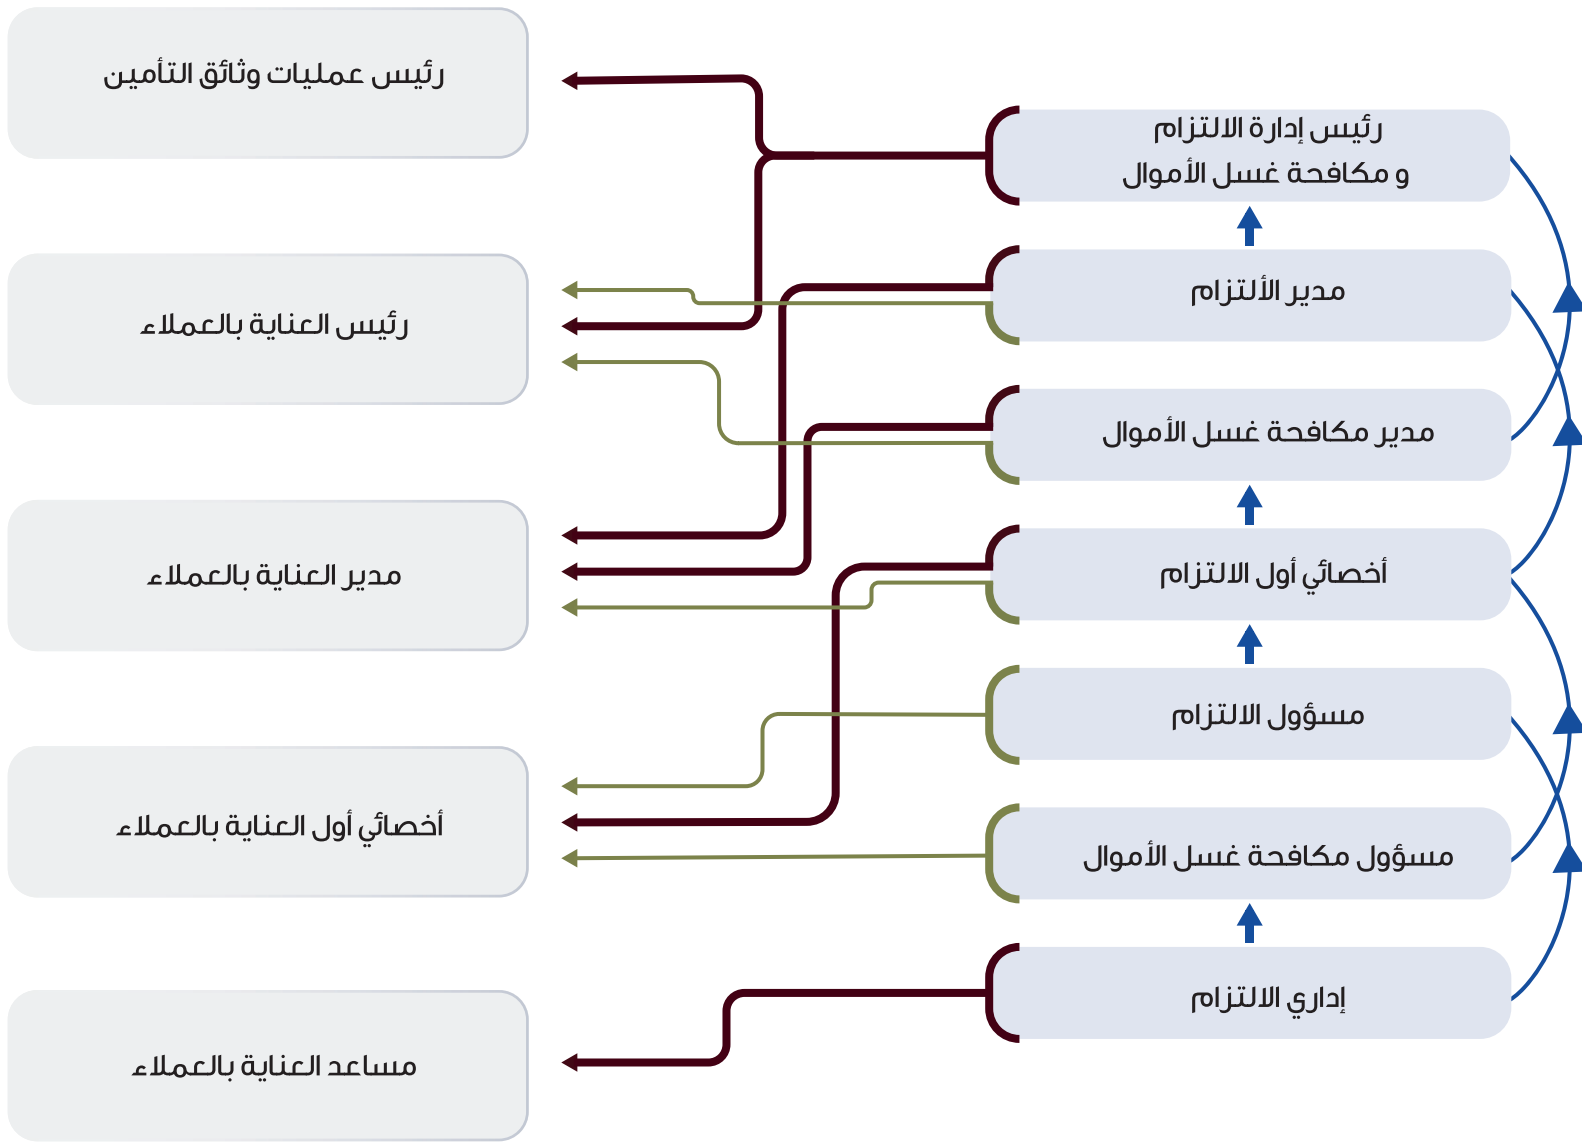 رئيس إدارة الالتزام
و مكافحة غسل الأموال
مدير الألتزام
مدير مكافحة غسل الأموال
أخصائي أول الالتزام
مسؤول الالتزام
مسؤول مكافحة غسل الأموال
إداري الالتزام
رئيس عمليات وثائق التأمين
رئيس العناية بالعملاء
مدير العناية بالعملاء
أخصائي أول العناية بالعملاء
مساعد العناية بالعملاء